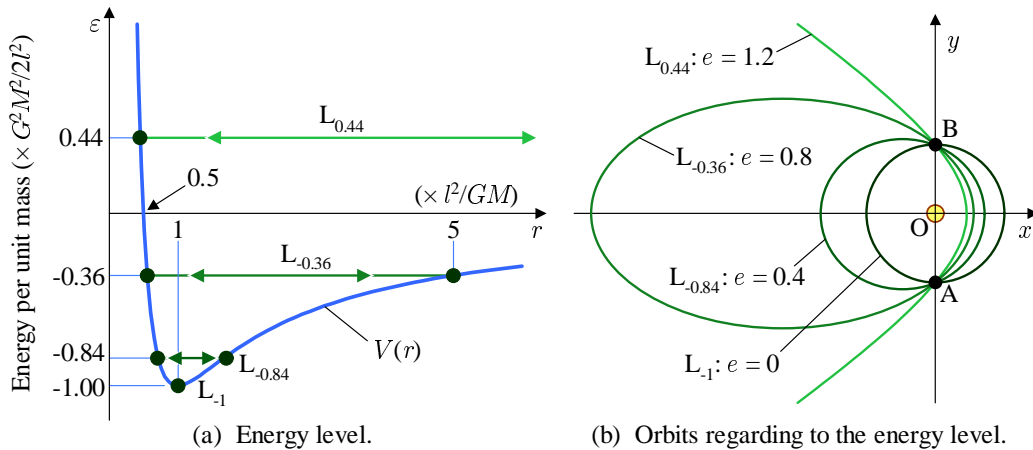 ε
Energy per unit mass (× G²M²/2l²)
0.44
-0.36
-0.84
-1.00
L₀.₄₄
0.5
(× l²/GM)
r
1
5
L₋₀.₃₆
V(r)
L₋₀.₈₄
L₋₁
(a) Energy level.
y
L₀.₄₄: e = 1.2
B
L₋₀.₃₆: e = 0.8
O
x
L₋₀.₈₄: e = 0.4
A
L₋₁: e = 0
(b) Orbits regarding to the energy level.